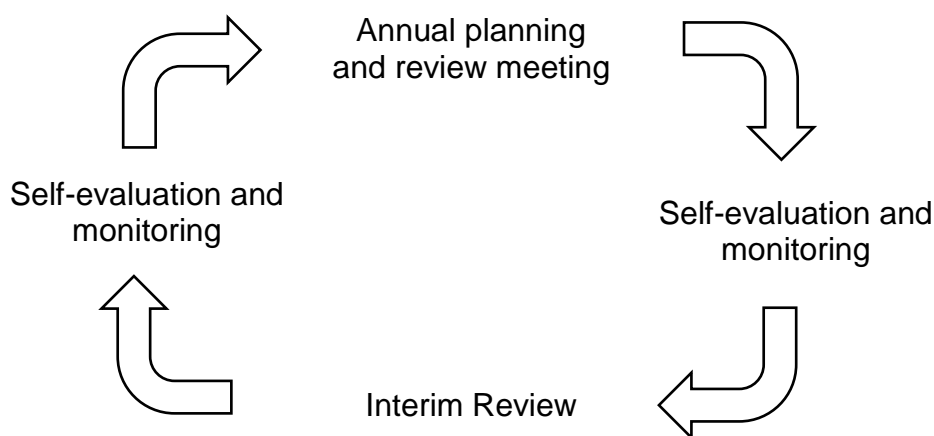 Annual planning
and review meeting
Self-evaluation and
monitoring
Self-evaluation and
monitoring
Interim Review